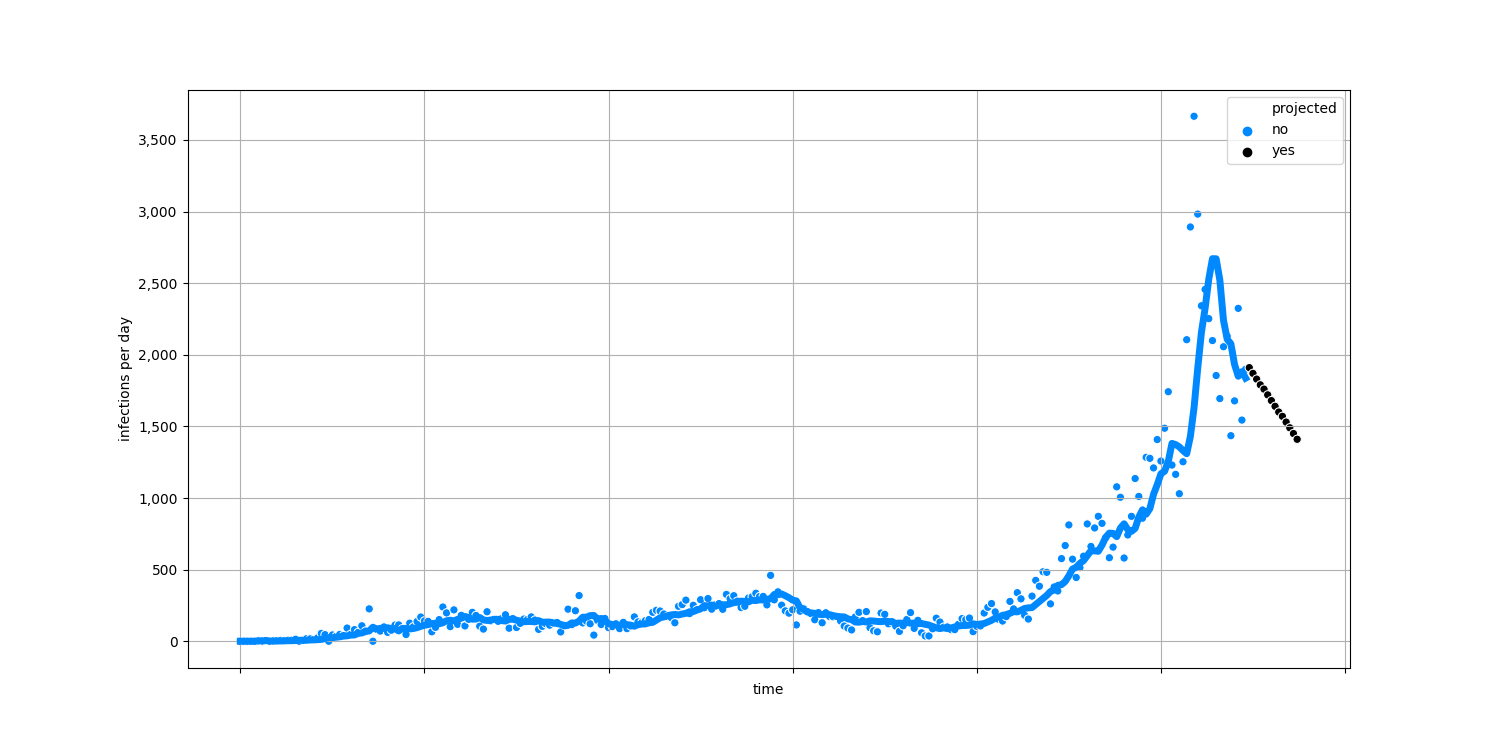 projected
no
yes
3,500
3,000
2,500
2,000
1,500
1,000
500
0
infections per day
time